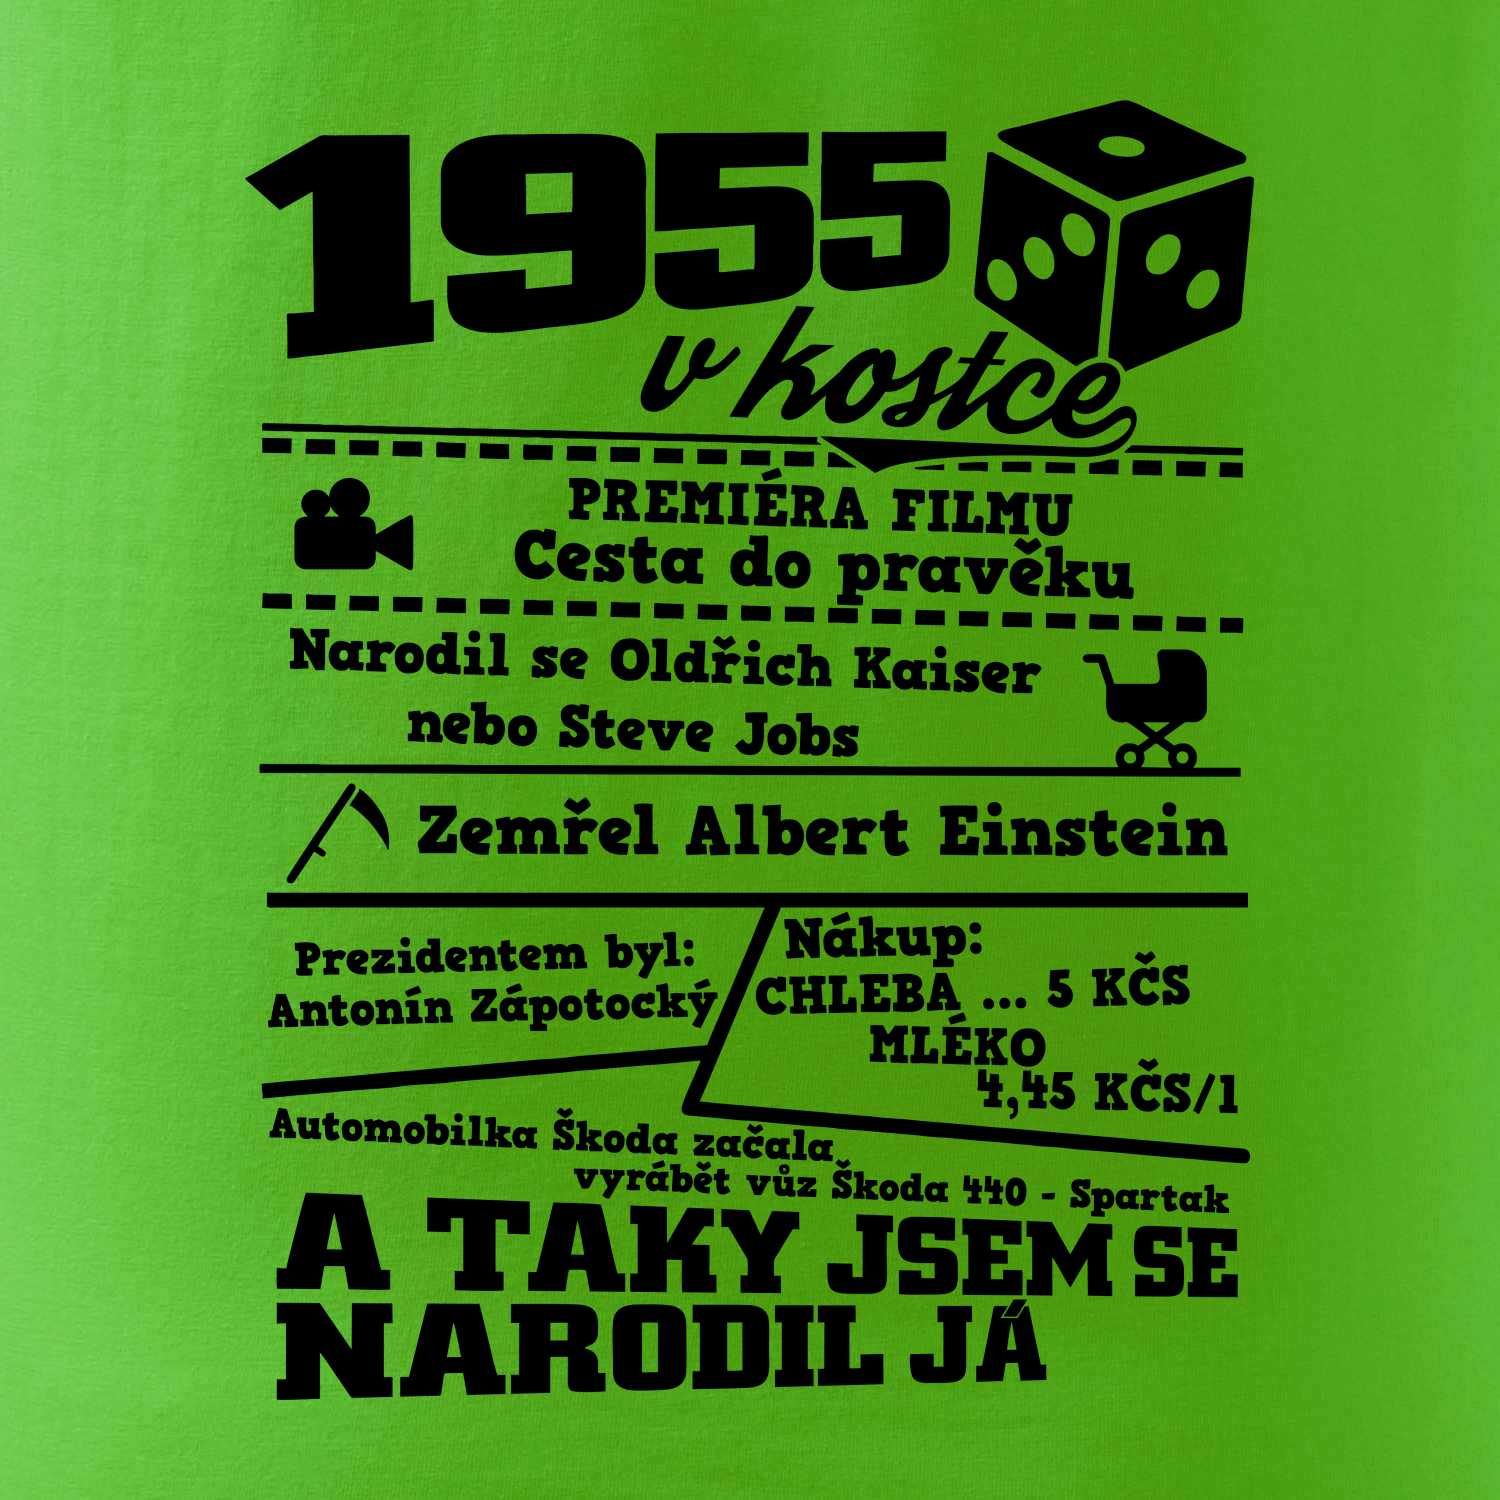 1955
v kostce
PREMIÉRA FILMU
Cesta do pravěku
Narodil se Oldřich Kaiser
nebo Steve Jobs
Zemřel Albert Einstein
Prezidentem byl:
Antonín Zápotocký
Nákup:
CHLEBA ... 5 KČS
MLÉKO
4,45 KČS/l
Automobilka Škoda začala
vyrábět vůz Škoda 440 - Spartak
A TAKY JSEM SE
NARODIL JÁ